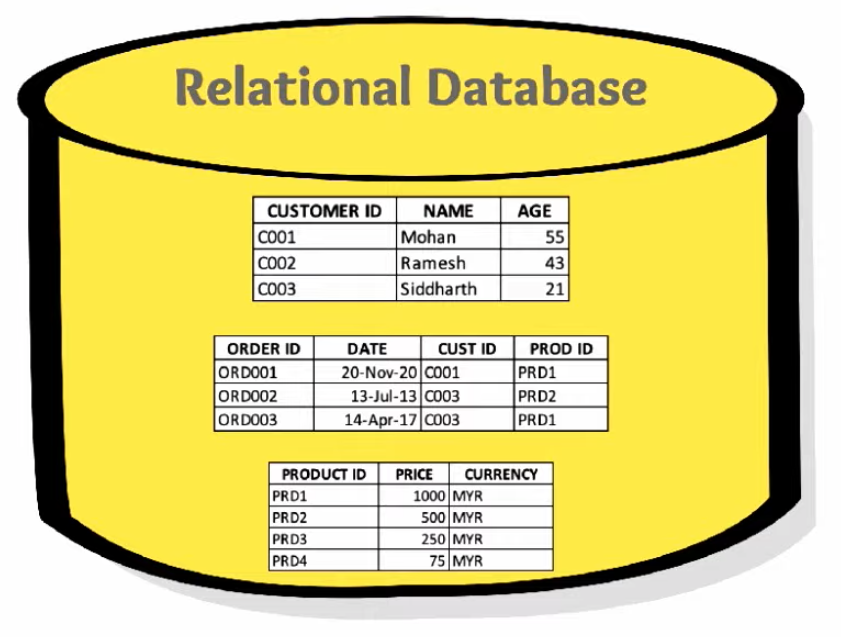 Relational Database
CUSTOMER ID NAME AGE
C001 Mohan 55
C002 Ramesh 43
C003 Siddharth 21
ORDER ID DATE CUST ID PROD ID
ORD001 20-Nov-20 C001 PRD1
ORD002 13-Jul-13 C003 PRD2
ORD003 14-Apr-17 C003 PRD1
PRODUCT ID PRICE CURRENCY
PRD1 1000 MYR
PRD2 500 MYR
PRD3 250 MYR
PRD4 75 MYR